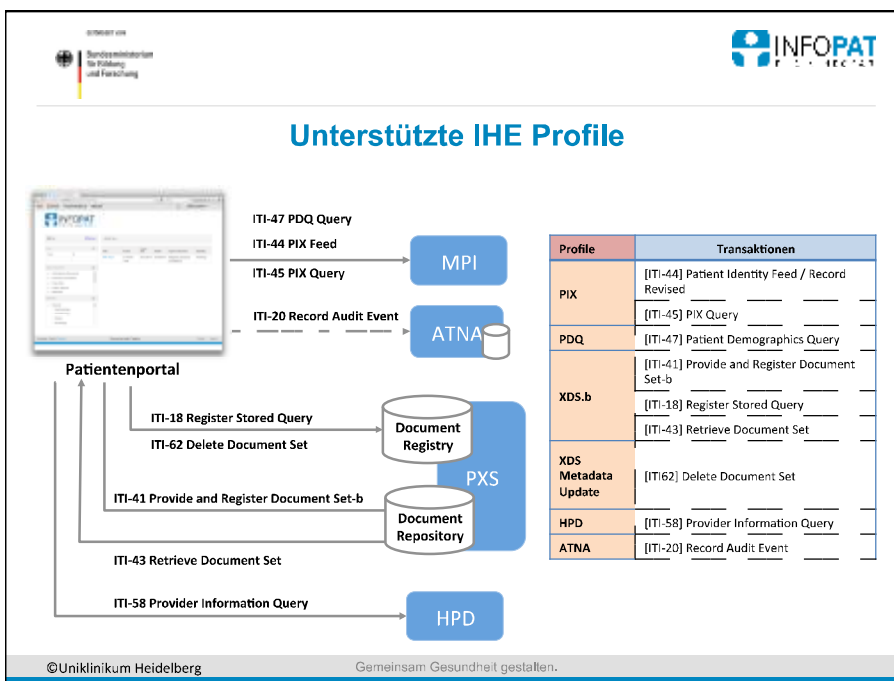 GEFÖRDERT VOM
Bundesministerium
für Bildung
und Forschung
INFOPAT
Unterstützte IHE Profile
INFOPAT
ITI-47 PDQ Query
ITI-44 PIX Feed
ITI-45 PIX Query
MPI
ITI-20 Record Audit Event
ATNA
Patientenportal
ITI-18 Register Stored Query
ITI-62 Delete Document Set
Document
Registry
PXS
ITI-41 Provide and Register Document Set-b
Document
Repository
ITI-43 Retrieve Document Set
ITI-58 Provider Information Query
HPD
Profile Transaktionen
PIX
[ITI-44] Patient Identity Feed / Record
Revised
[ITI-45] PIX Query
PDQ [ITI-47] Patient Demographics Query
XDS.b
[ITI-41] Provide and Register Document
Set-b
[ITI-18] Register Stored Query
[ITI-43] Retrieve Document Set
XDS
Metadata
Update
[ITI62] Delete Document Set
HPD [ITI-58] Provider Information Query
ATNA [ITI-20] Record Audit Event
©Uniklinikum Heidelberg
Gemeinsam Gesundheit gestalten.